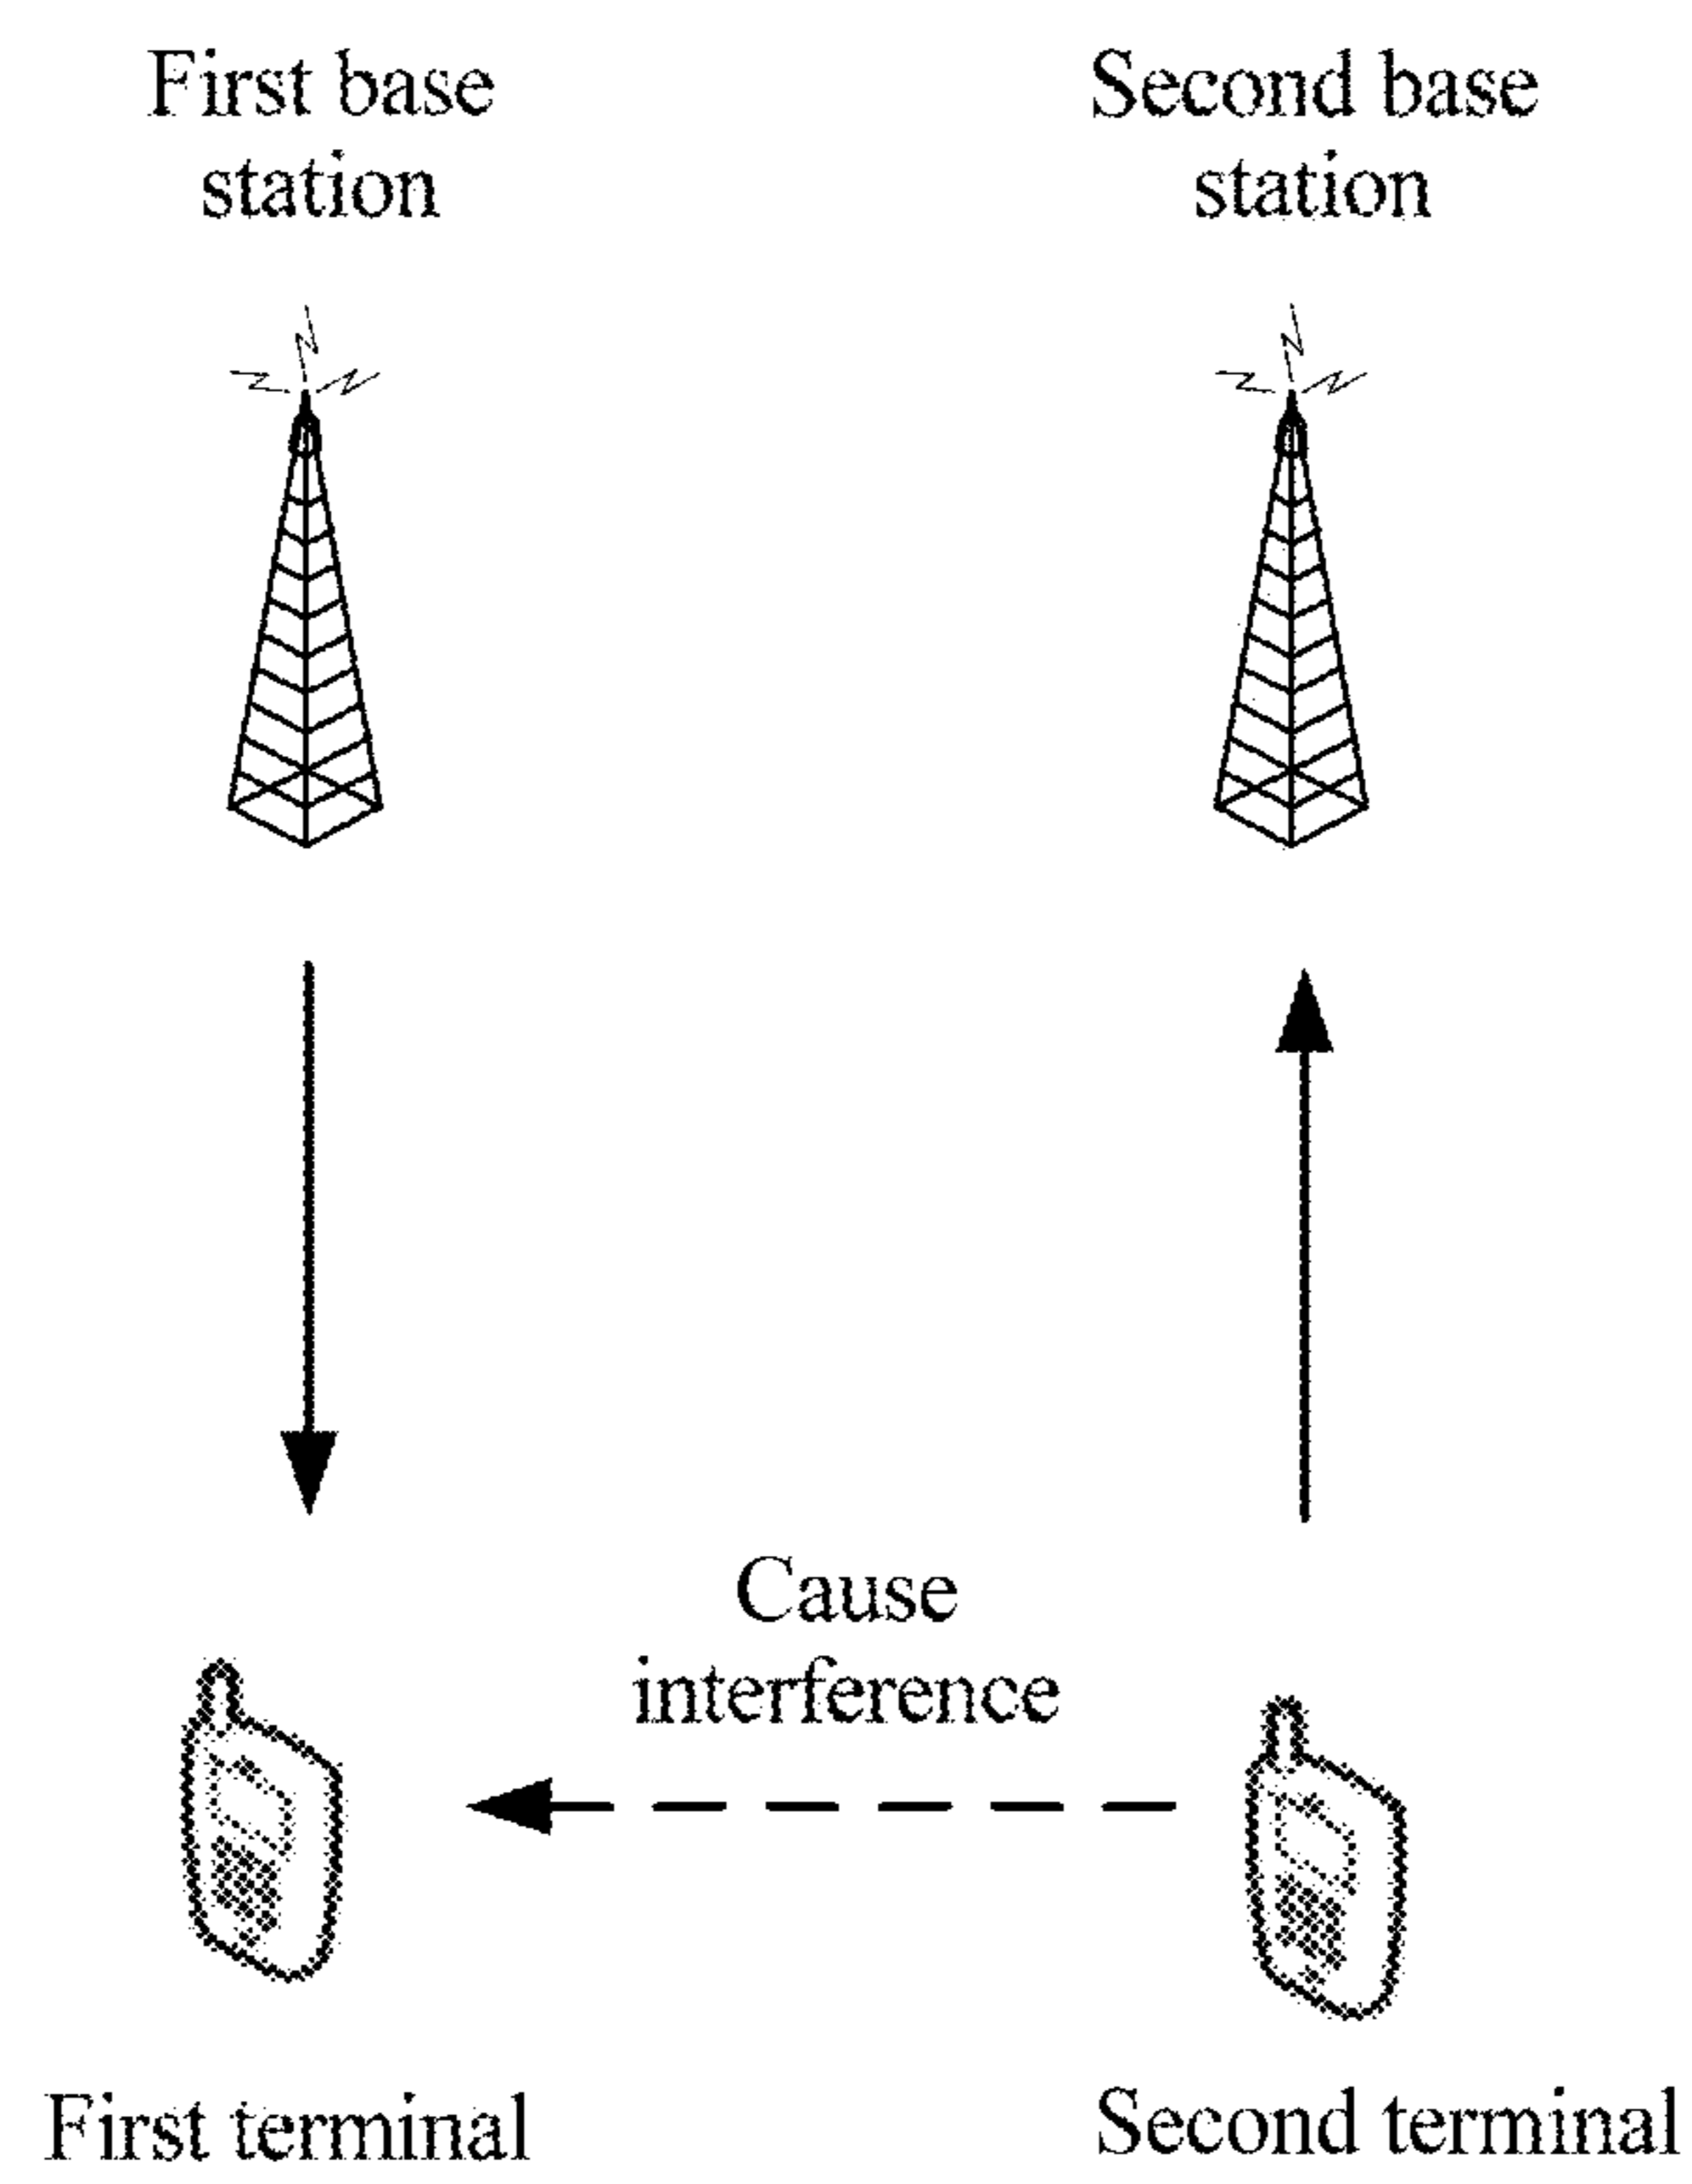 First base
station
Second base
station
Cause
interference
First terminal
Second terminal